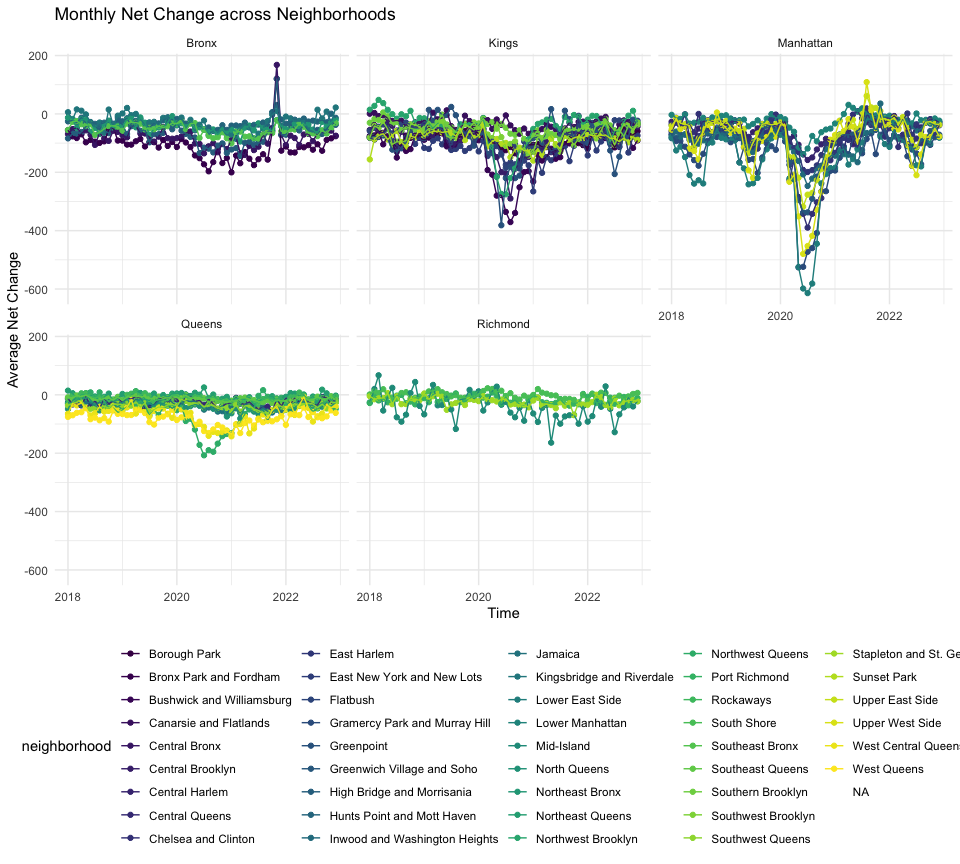 Monthly Net Change across Neighborhoods
Bronx
Kings
Manhattan
200
0
-200
-400
-600
2018
2020
2022
Queens
Richmond
200
0
-200
-400
-600
2018
2020
2022
2018
2020
2022
Average Net Change
Time
neighborhood
Borough Park
Bronx Park and Fordham
Bushwick and Williamsburg
Canarsie and Flatlands
Central Bronx
Central Brooklyn
Central Harlem
Central Queens
Chelsea and Clinton
East Harlem
East New York and New Lots
Flatbush
Gramercy Park and Murray Hill
Greenpoint
Greenwich Village and Soho
High Bridge and Morrisania
Hunts Point and Mott Haven
Inwood and Washington Heights
Jamaica
Kingsbridge and Riverdale
Lower East Side
Lower Manhattan
Mid-Island
North Queens
Northeast Bronx
Northeast Queens
Northwest Brooklyn
Northwest Queens
Port Richmond
Rockaways
South Shore
Southeast Bronx
Southeast Queens
Southern Brooklyn
Southwest Brooklyn
Southwest Queens
Stapleton and St. Ge
Sunset Park
Upper East Side
Upper West Side
West Central Queens
West Queens
NA